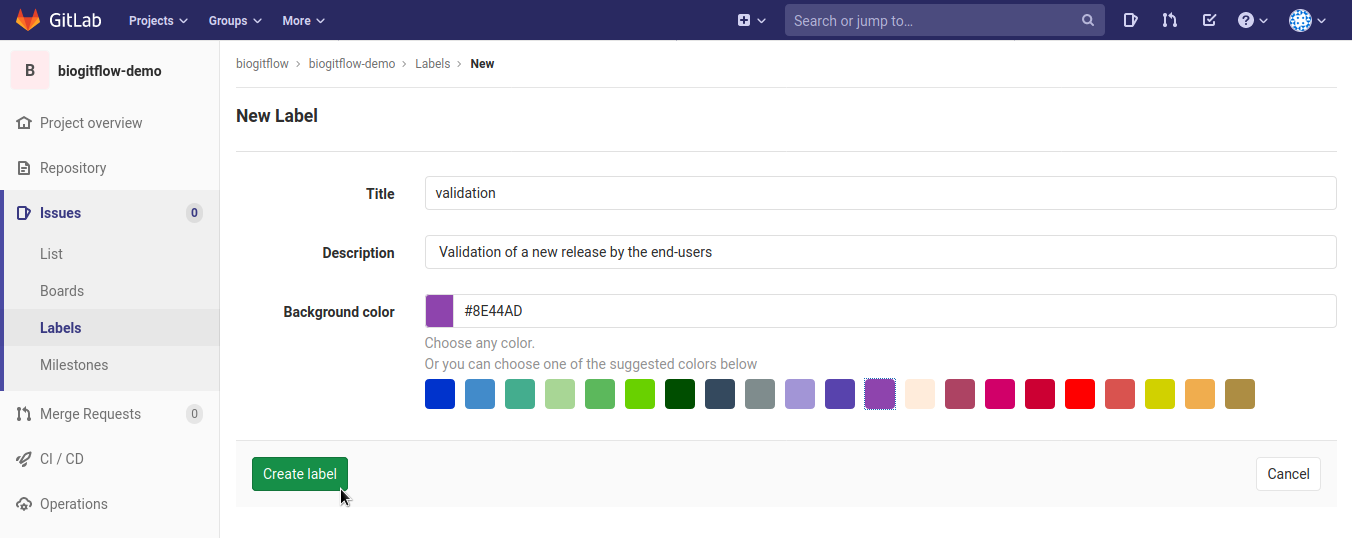 GitLab Projects Groups More Search or jump to...
B biogitflow-demo
Project overview
Repository
Issues 0
List
Boards
Labels
Milestones
Merge Requests 0
CI / CD
Operations
biogitflow > biogitflow-demo > Labels > New
New Label
Title validation
Description Validation of a new release by the end-users
Background color #8E44AD
Choose any color.
Or you can choose one of the suggested colors below
Create label Cancel